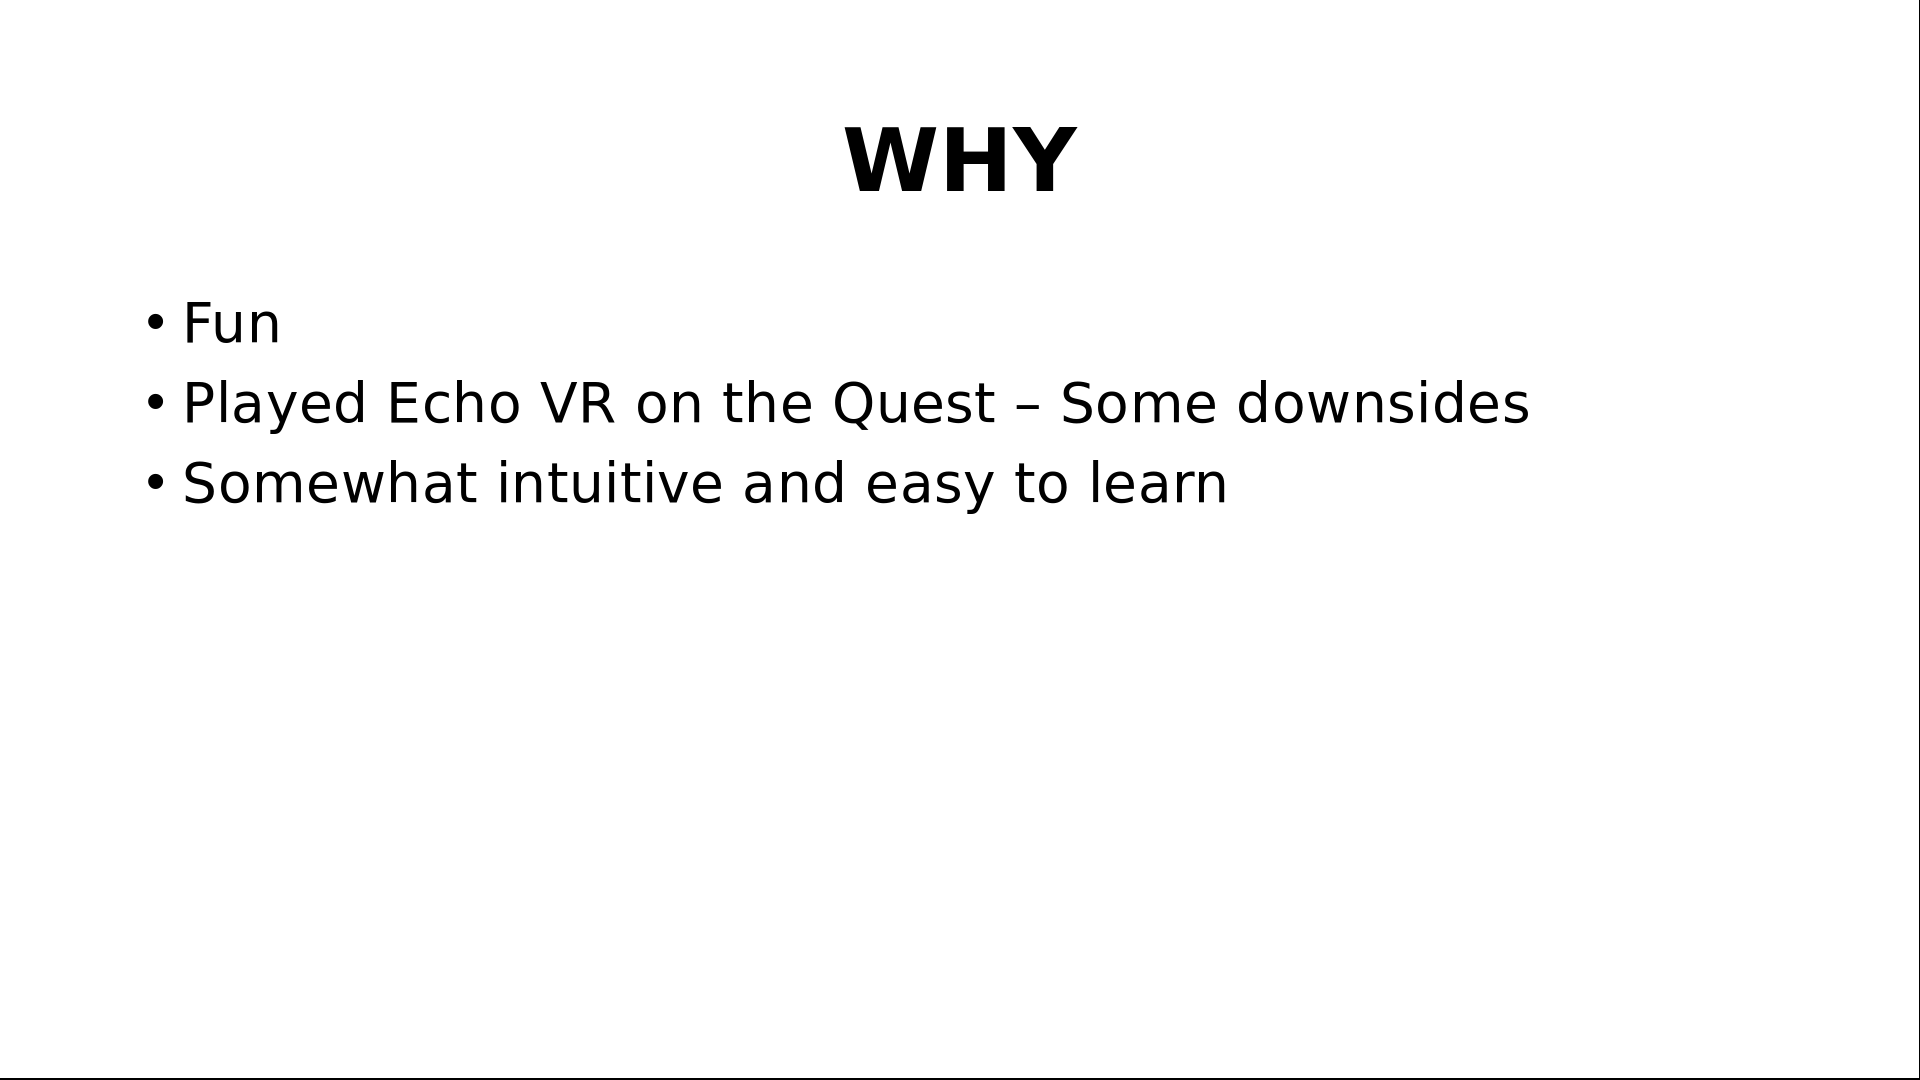 WHY
• Fun
• Played Echo VR on the Quest – Some downsides
• Somewhat intuitive and easy to learn